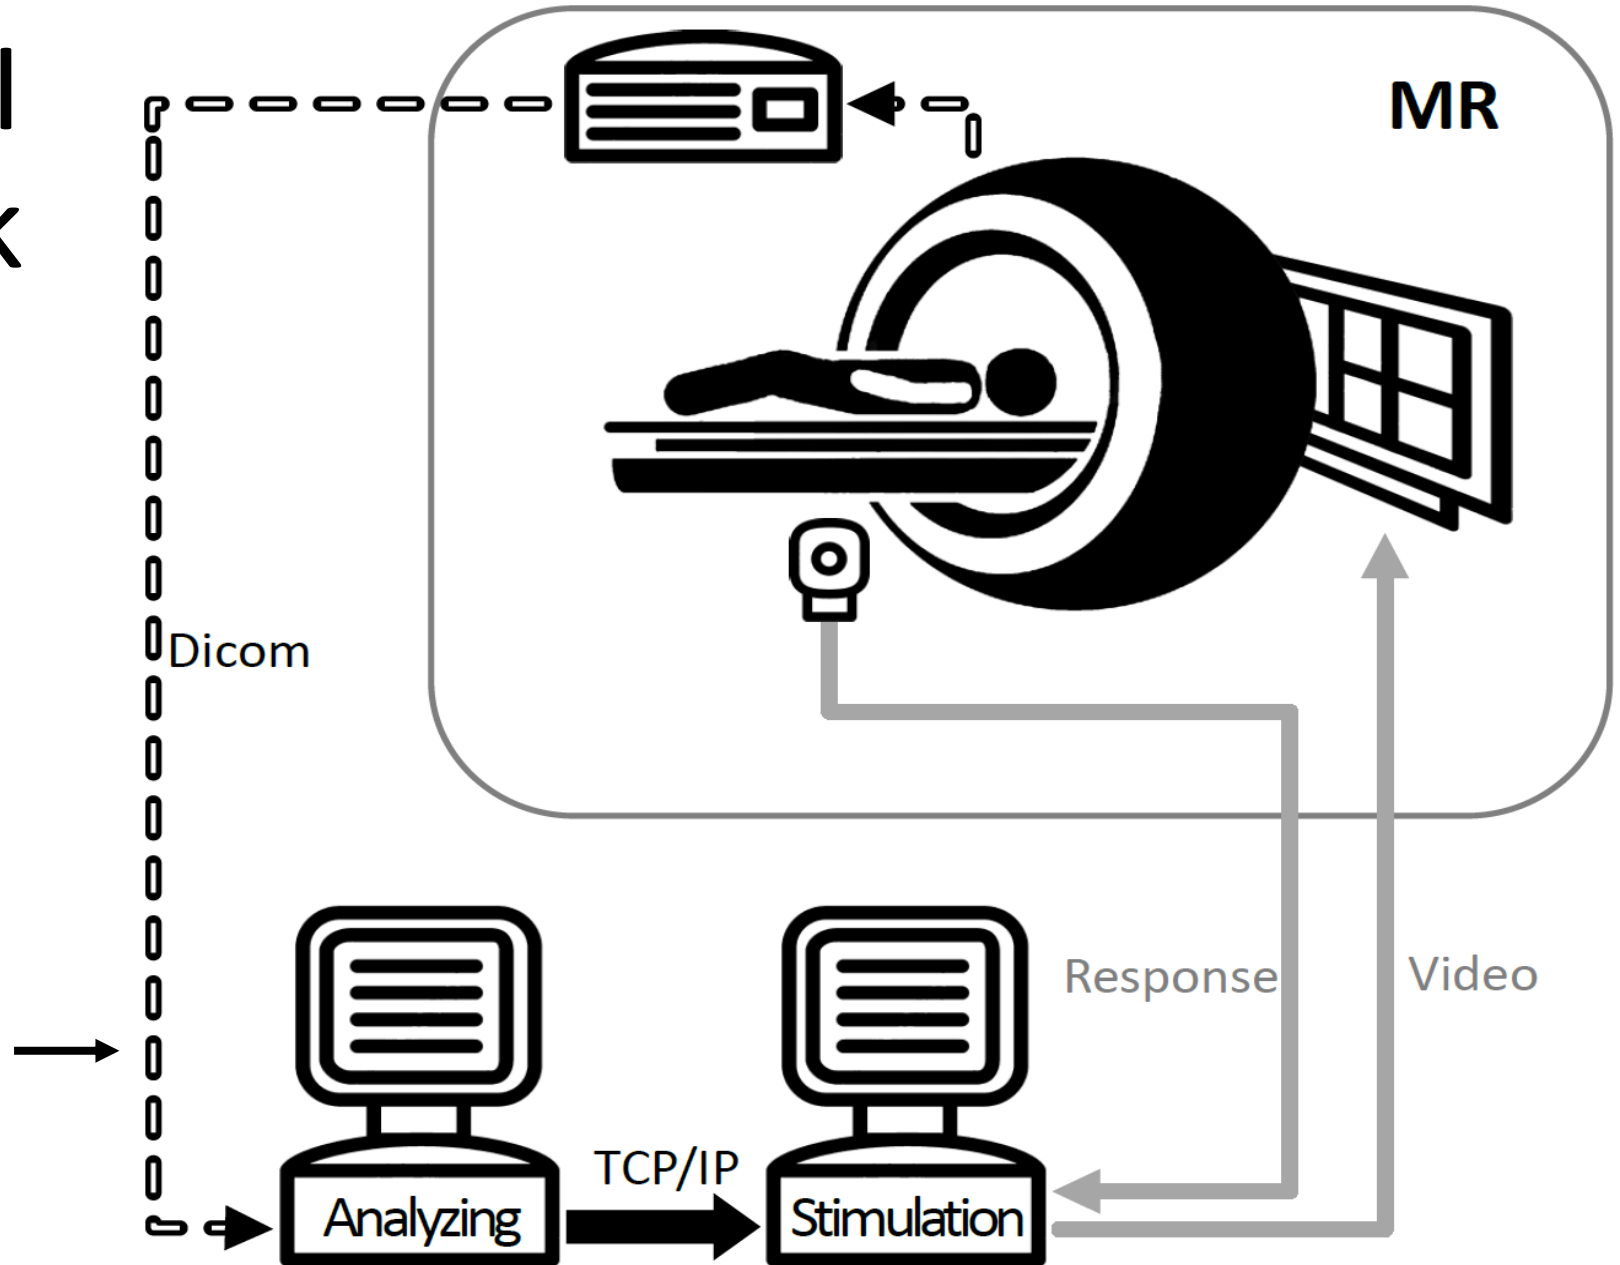 l
k
MR
Dicom
Response
Video
TCP/IP
Analyzing
Stimulation